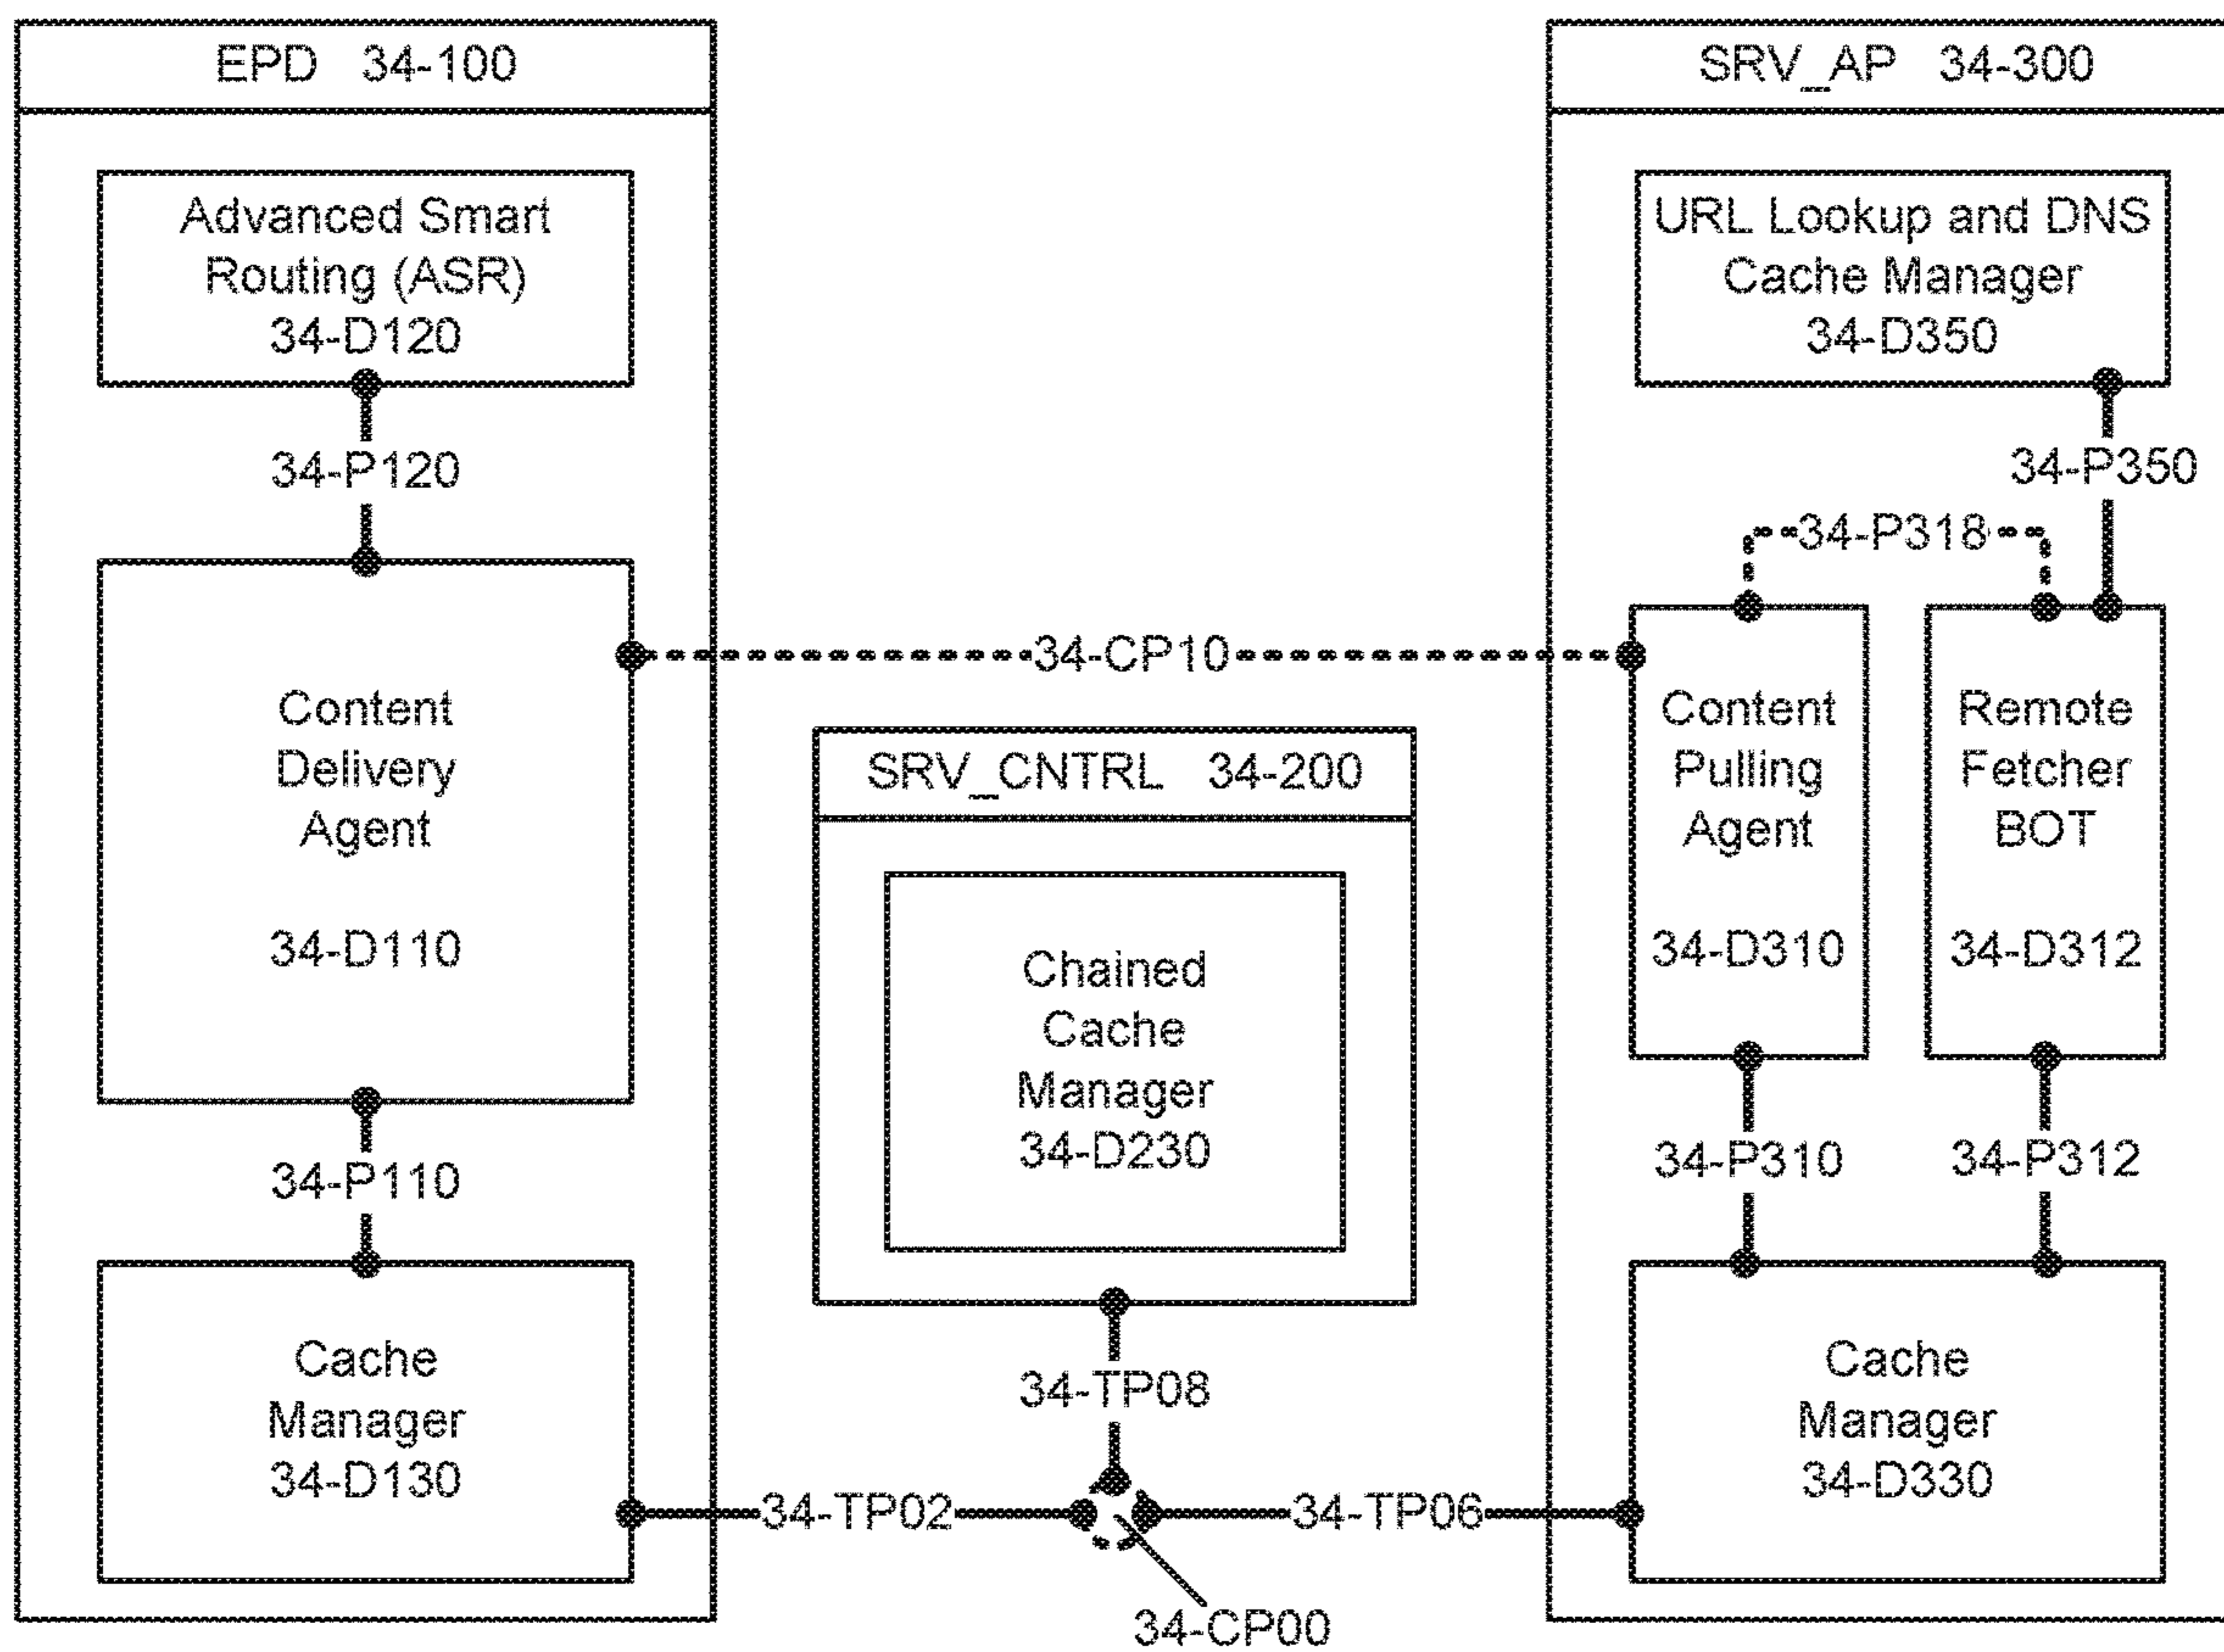 EPD 34-100
Advanced Smart
Routing (ASR)
34-D120
34-P120
Content
Delivery
Agent
34-D110
34-P110
Cache
Manager
34-D130
34-CP10
SRV_CNTRL 34-200
Chained
Cache
Manager
34-D230
34-TP08
34-TP02
34-TP06
34-CP00
SRV_AP 34-300
URL Lookup and DNS
Cache Manager
34-D350
34-P350
34-P318
Content
Pulling
Agent
34-D310
Remote
Fetcher
BOT
34-D312
34-P310
34-P312
Cache
Manager
34-D330